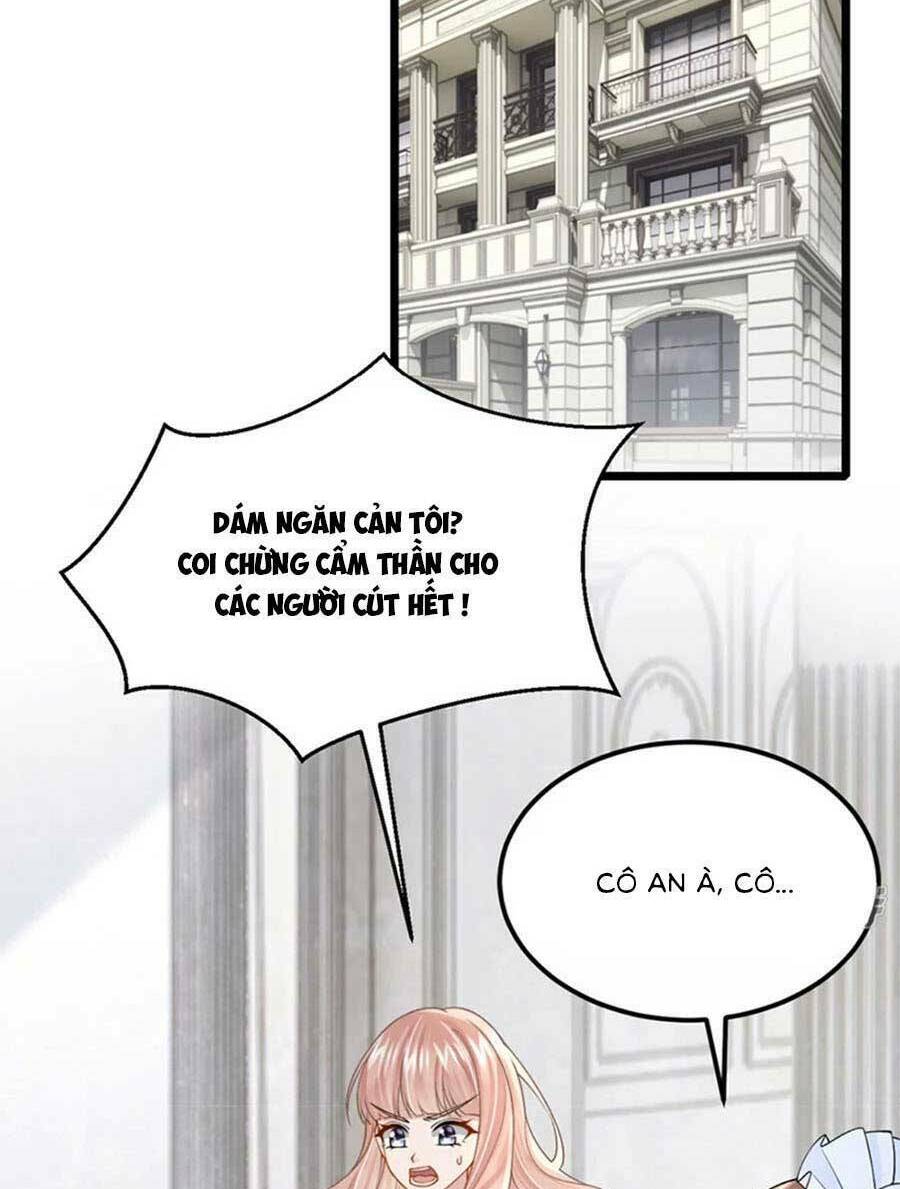 DÁM NGĂN CẢN TÔI?
COI CHỪNG CẨM THẦN CHO
CÁC NGƯỜI CÚT HẾT !
CÔ AN À, CÔ...